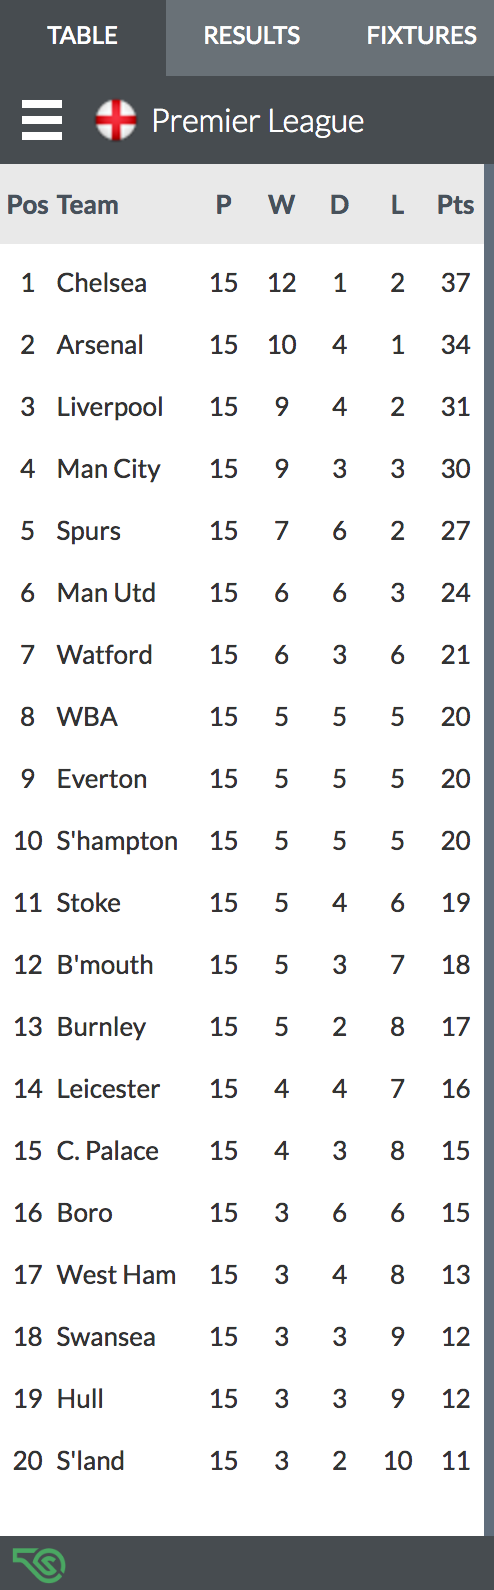 TABLE RESULTS FIXTURES
Premier League
Pos Team P W D L Pts
1 Chelsea 15 12 1 2 37
2 Arsenal 15 10 4 1 34
3 Liverpool 15 9 4 2 31
4 Man City 15 9 3 3 30
5 Spurs 15 7 6 2 27
6 Man Utd 15 6 6 3 24
7 Watford 15 6 3 6 21
8 WBA 15 5 5 5 20
9 Everton 15 5 5 5 20
10 S'hampton 15 5 5 5 20
11 Stoke 15 5 4 6 19
12 B'mouth 15 5 3 7 18
13 Burnley 15 5 2 8 17
14 Leicester 15 4 4 7 16
15 C. Palace 15 4 3 8 15
16 Boro 15 3 6 6 15
17 West Ham 15 3 4 8 13
18 Swansea 15 3 3 9 12
19 Hull 15 3 3 9 12
20 S'land 15 3 2 10 11